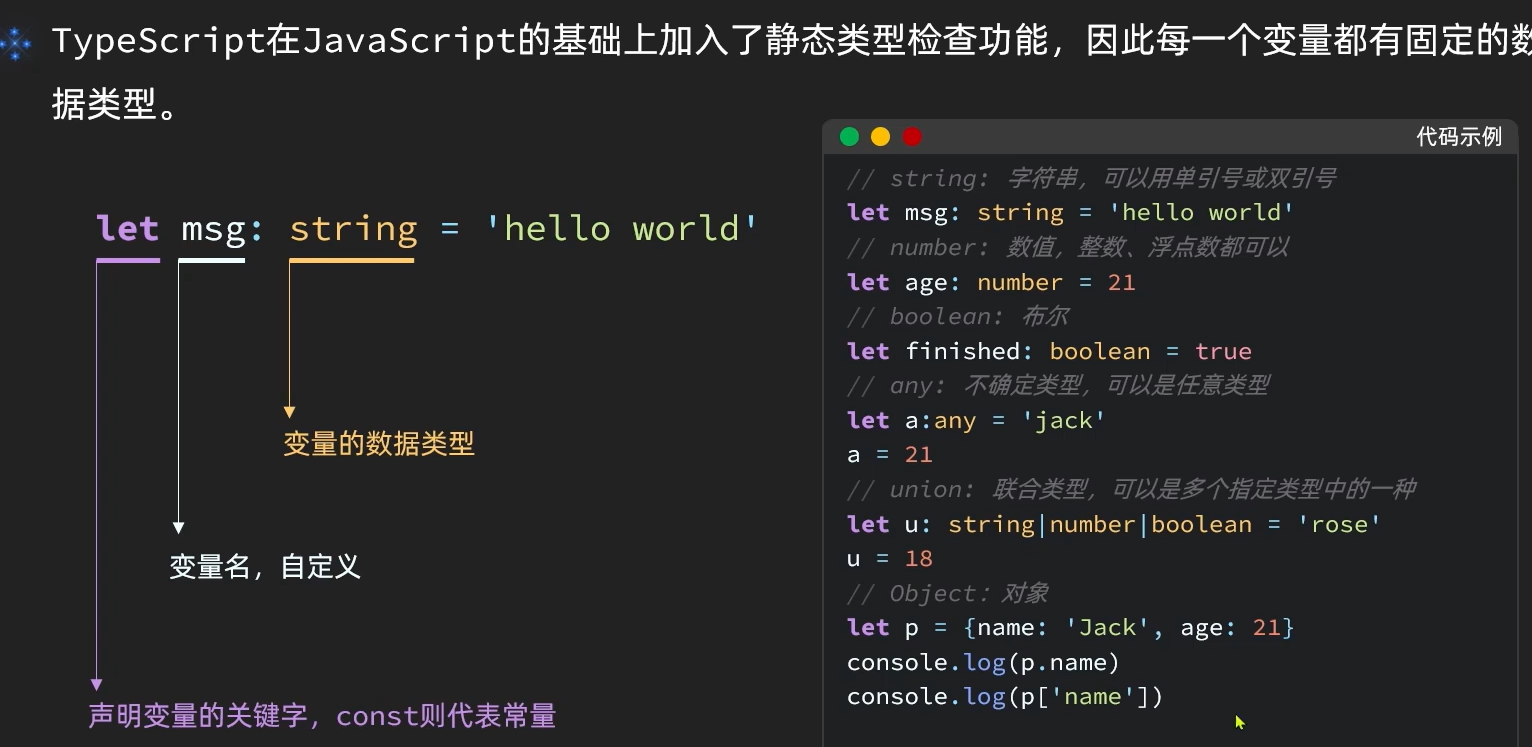 TypeScript在JavaScript的基础上加入了静态类型检查功能，因此每一个变量都有固定的数
据类型。
let msg: string = 'hello world'
变量的数据类型
变量名，自定义
声明变量的关键字，const则代表常量
代码示例
// string: 字符串，可以用单引号或双引号
let msg: string = 'hello world'
// number: 数值，整数、浮点数都可以
let age: number = 21
// boolean: 布尔
let finished: boolean = true
// any: 不确定类型，可以是任意类型
let a:any = 'jack'
a = 21
// union: 联合类型，可以是多个指定类型中的一种
let u: string|number|boolean = 'rose'
u = 18
// Object: 对象
let p = {name: 'Jack', age: 21}
console.log(p.name)
console.log(p['name'])